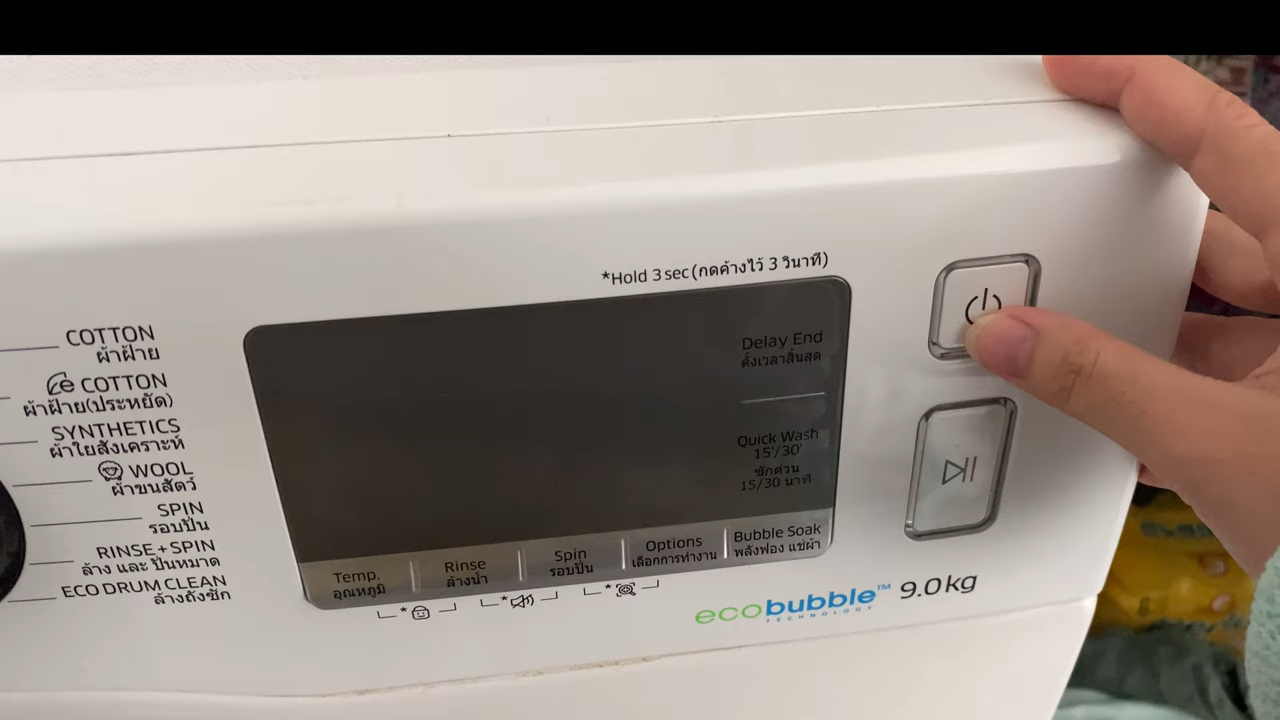 *Hold 3 sec (กดค้างไว้ 3 วินาที)
COTTON
ผ้าฝ้าย
e COTTON
ผ้าฝ้าย(ประหยัด)
SYNTHETICS
ผ้าใยสังเคราะห์
WOOL
ผ้าขนสัตว์
SPIN
รอบปั่น
RINSE+SPIN
ล้าง และ ปั่นหมาด
ECO DRUM CLEAN
ล้างถังซัก
Delay End
ตั้งเวลาสิ้นสุด
Quick Wash
15'/30'
ซักด่วน
15/30 นาที
Temp.
อุณหภูมิ
Rinse
ล้างน้ำ
Spin
รอบปั่น
Options
เลือกการทำงาน
Bubble Soak
พลังฟอง แช่ผ้า
* * *
ecobubble™ 9.0kg
TECHNOLOGY